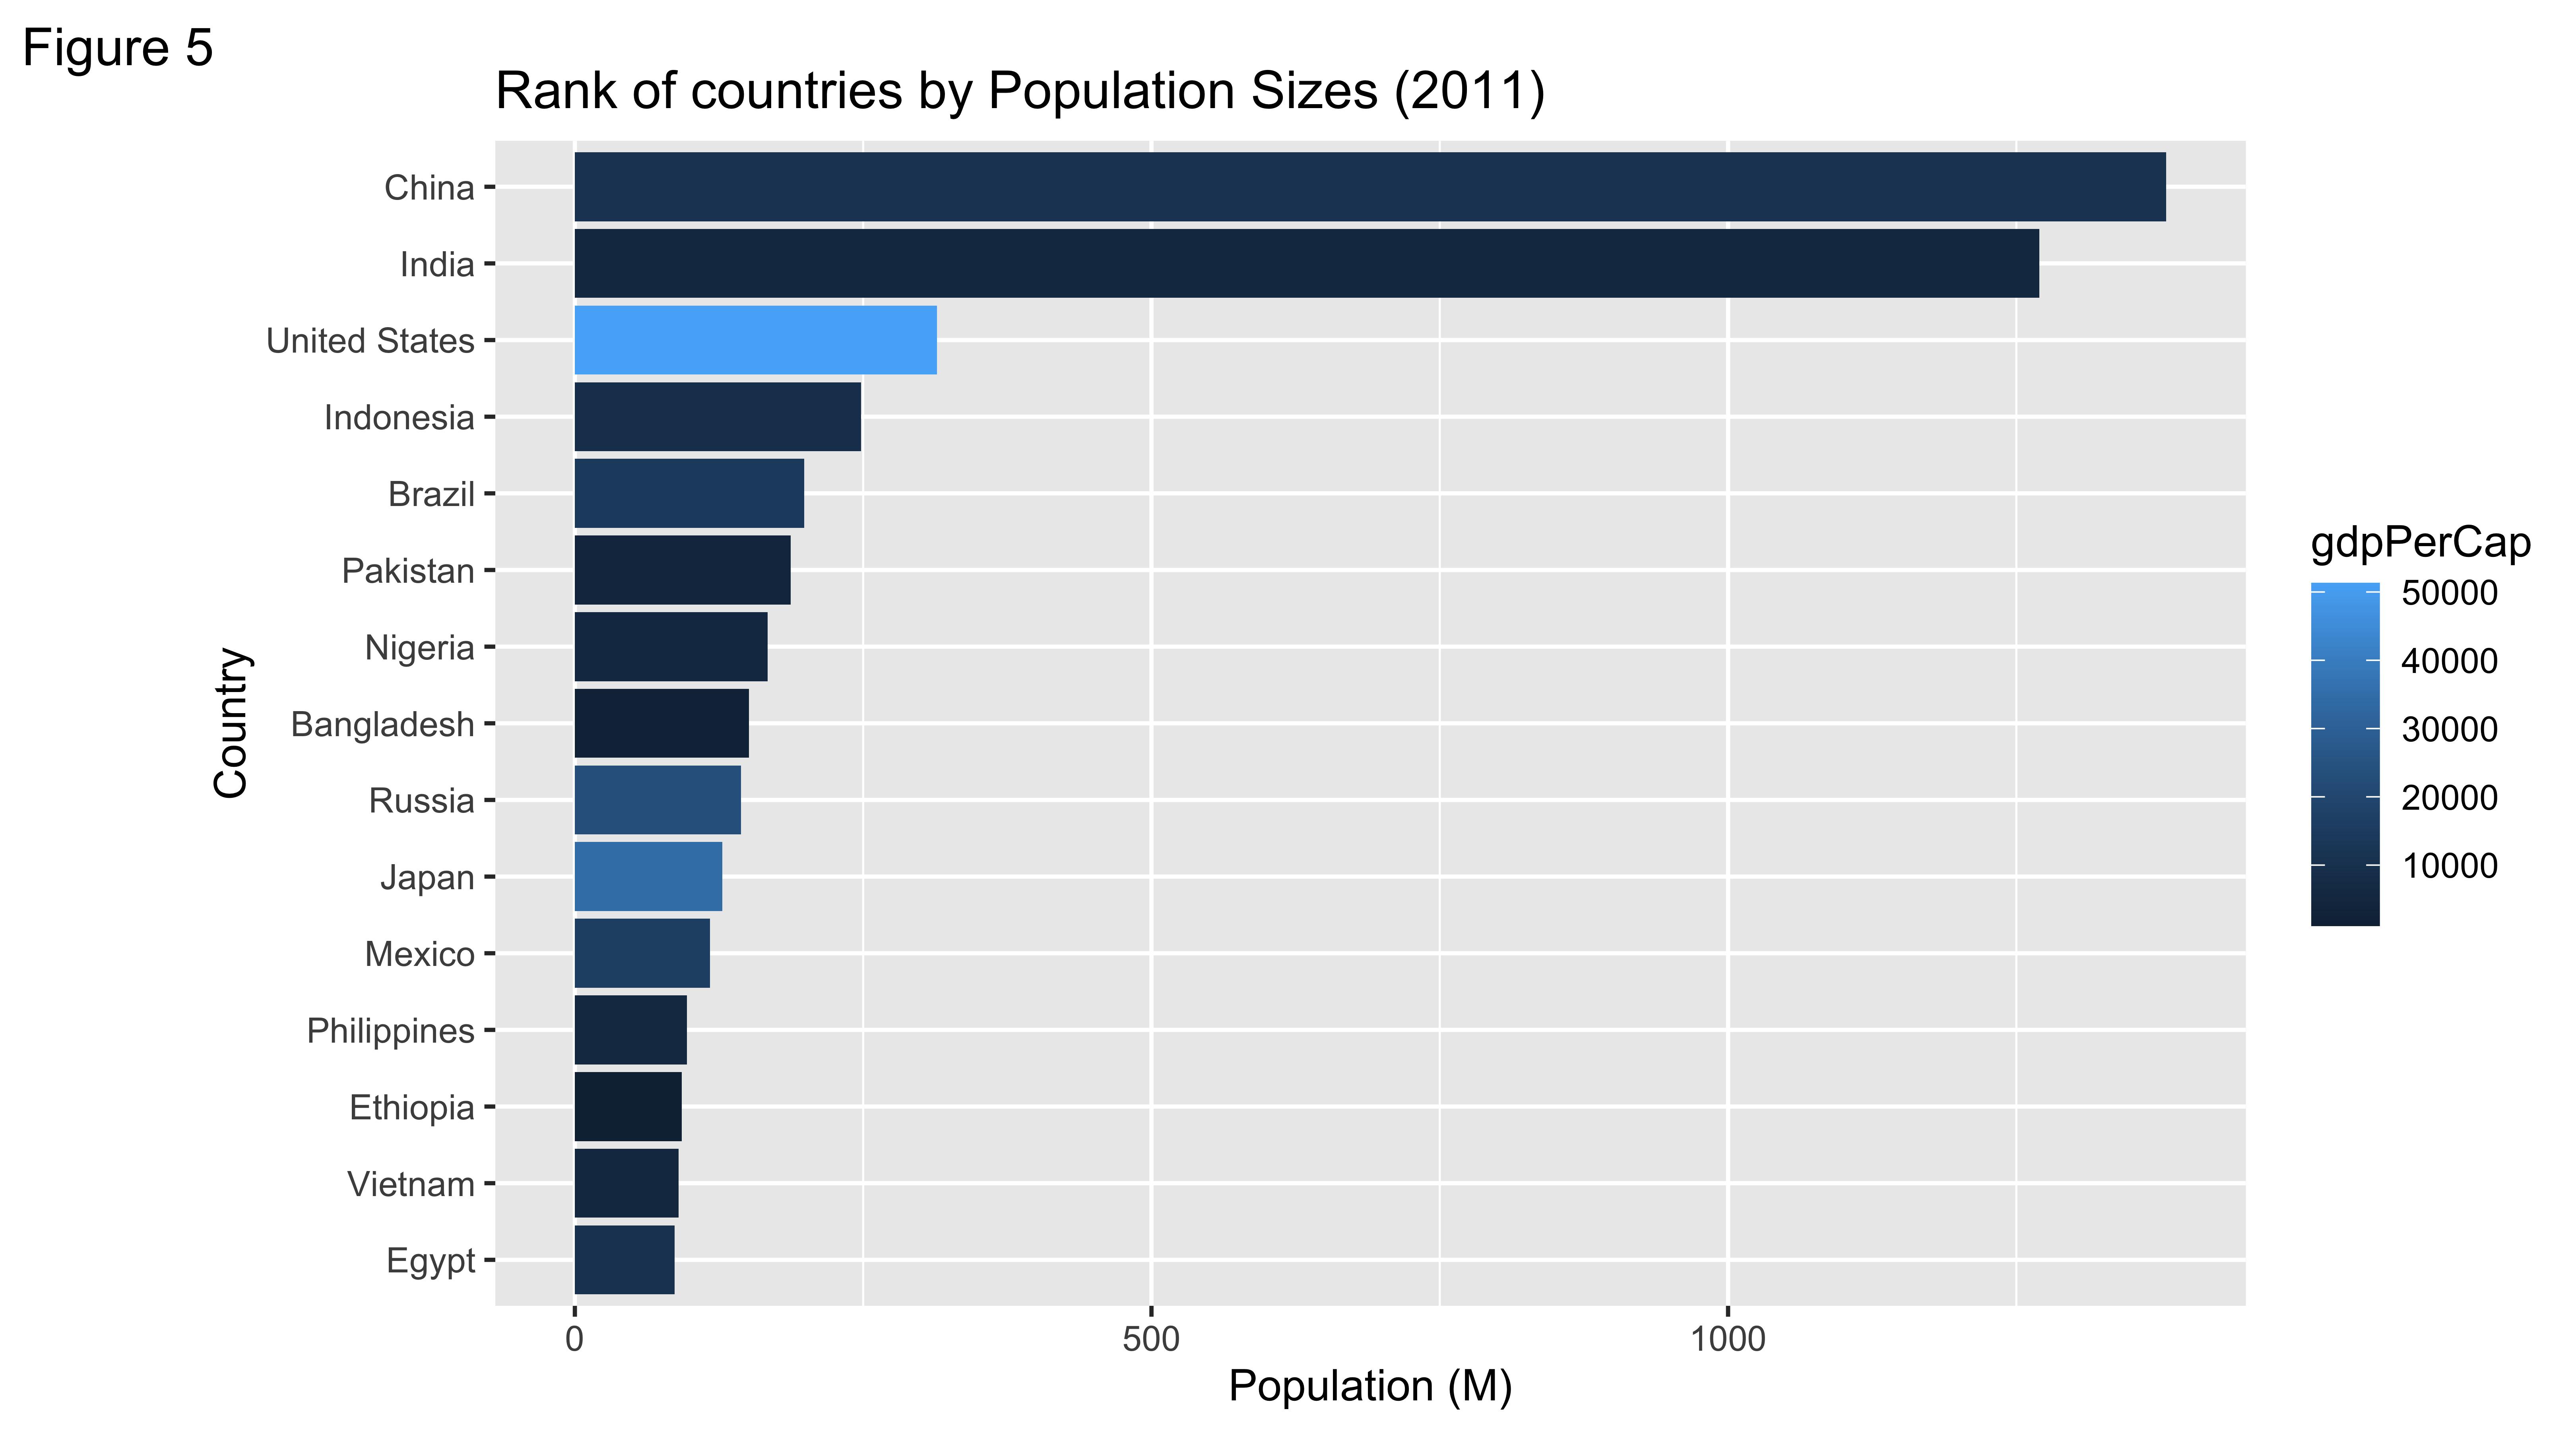 Figure 5
Rank of countries by Population Sizes (2011)
China
India
United States
Indonesia
Brazil
Pakistan
Nigeria
Bangladesh
Russia
Japan
Mexico
Philippines
Ethiopia
Vietnam
Egypt
Country
0 500 1000
Population (M)
gdpPerCap
50000
40000
30000
20000
10000